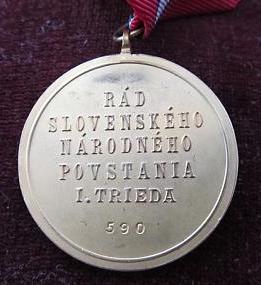 RÁD
SLOVENSKÉHO
NÁRODNÉHO
POVSTANIA
I. TRIEDA
590